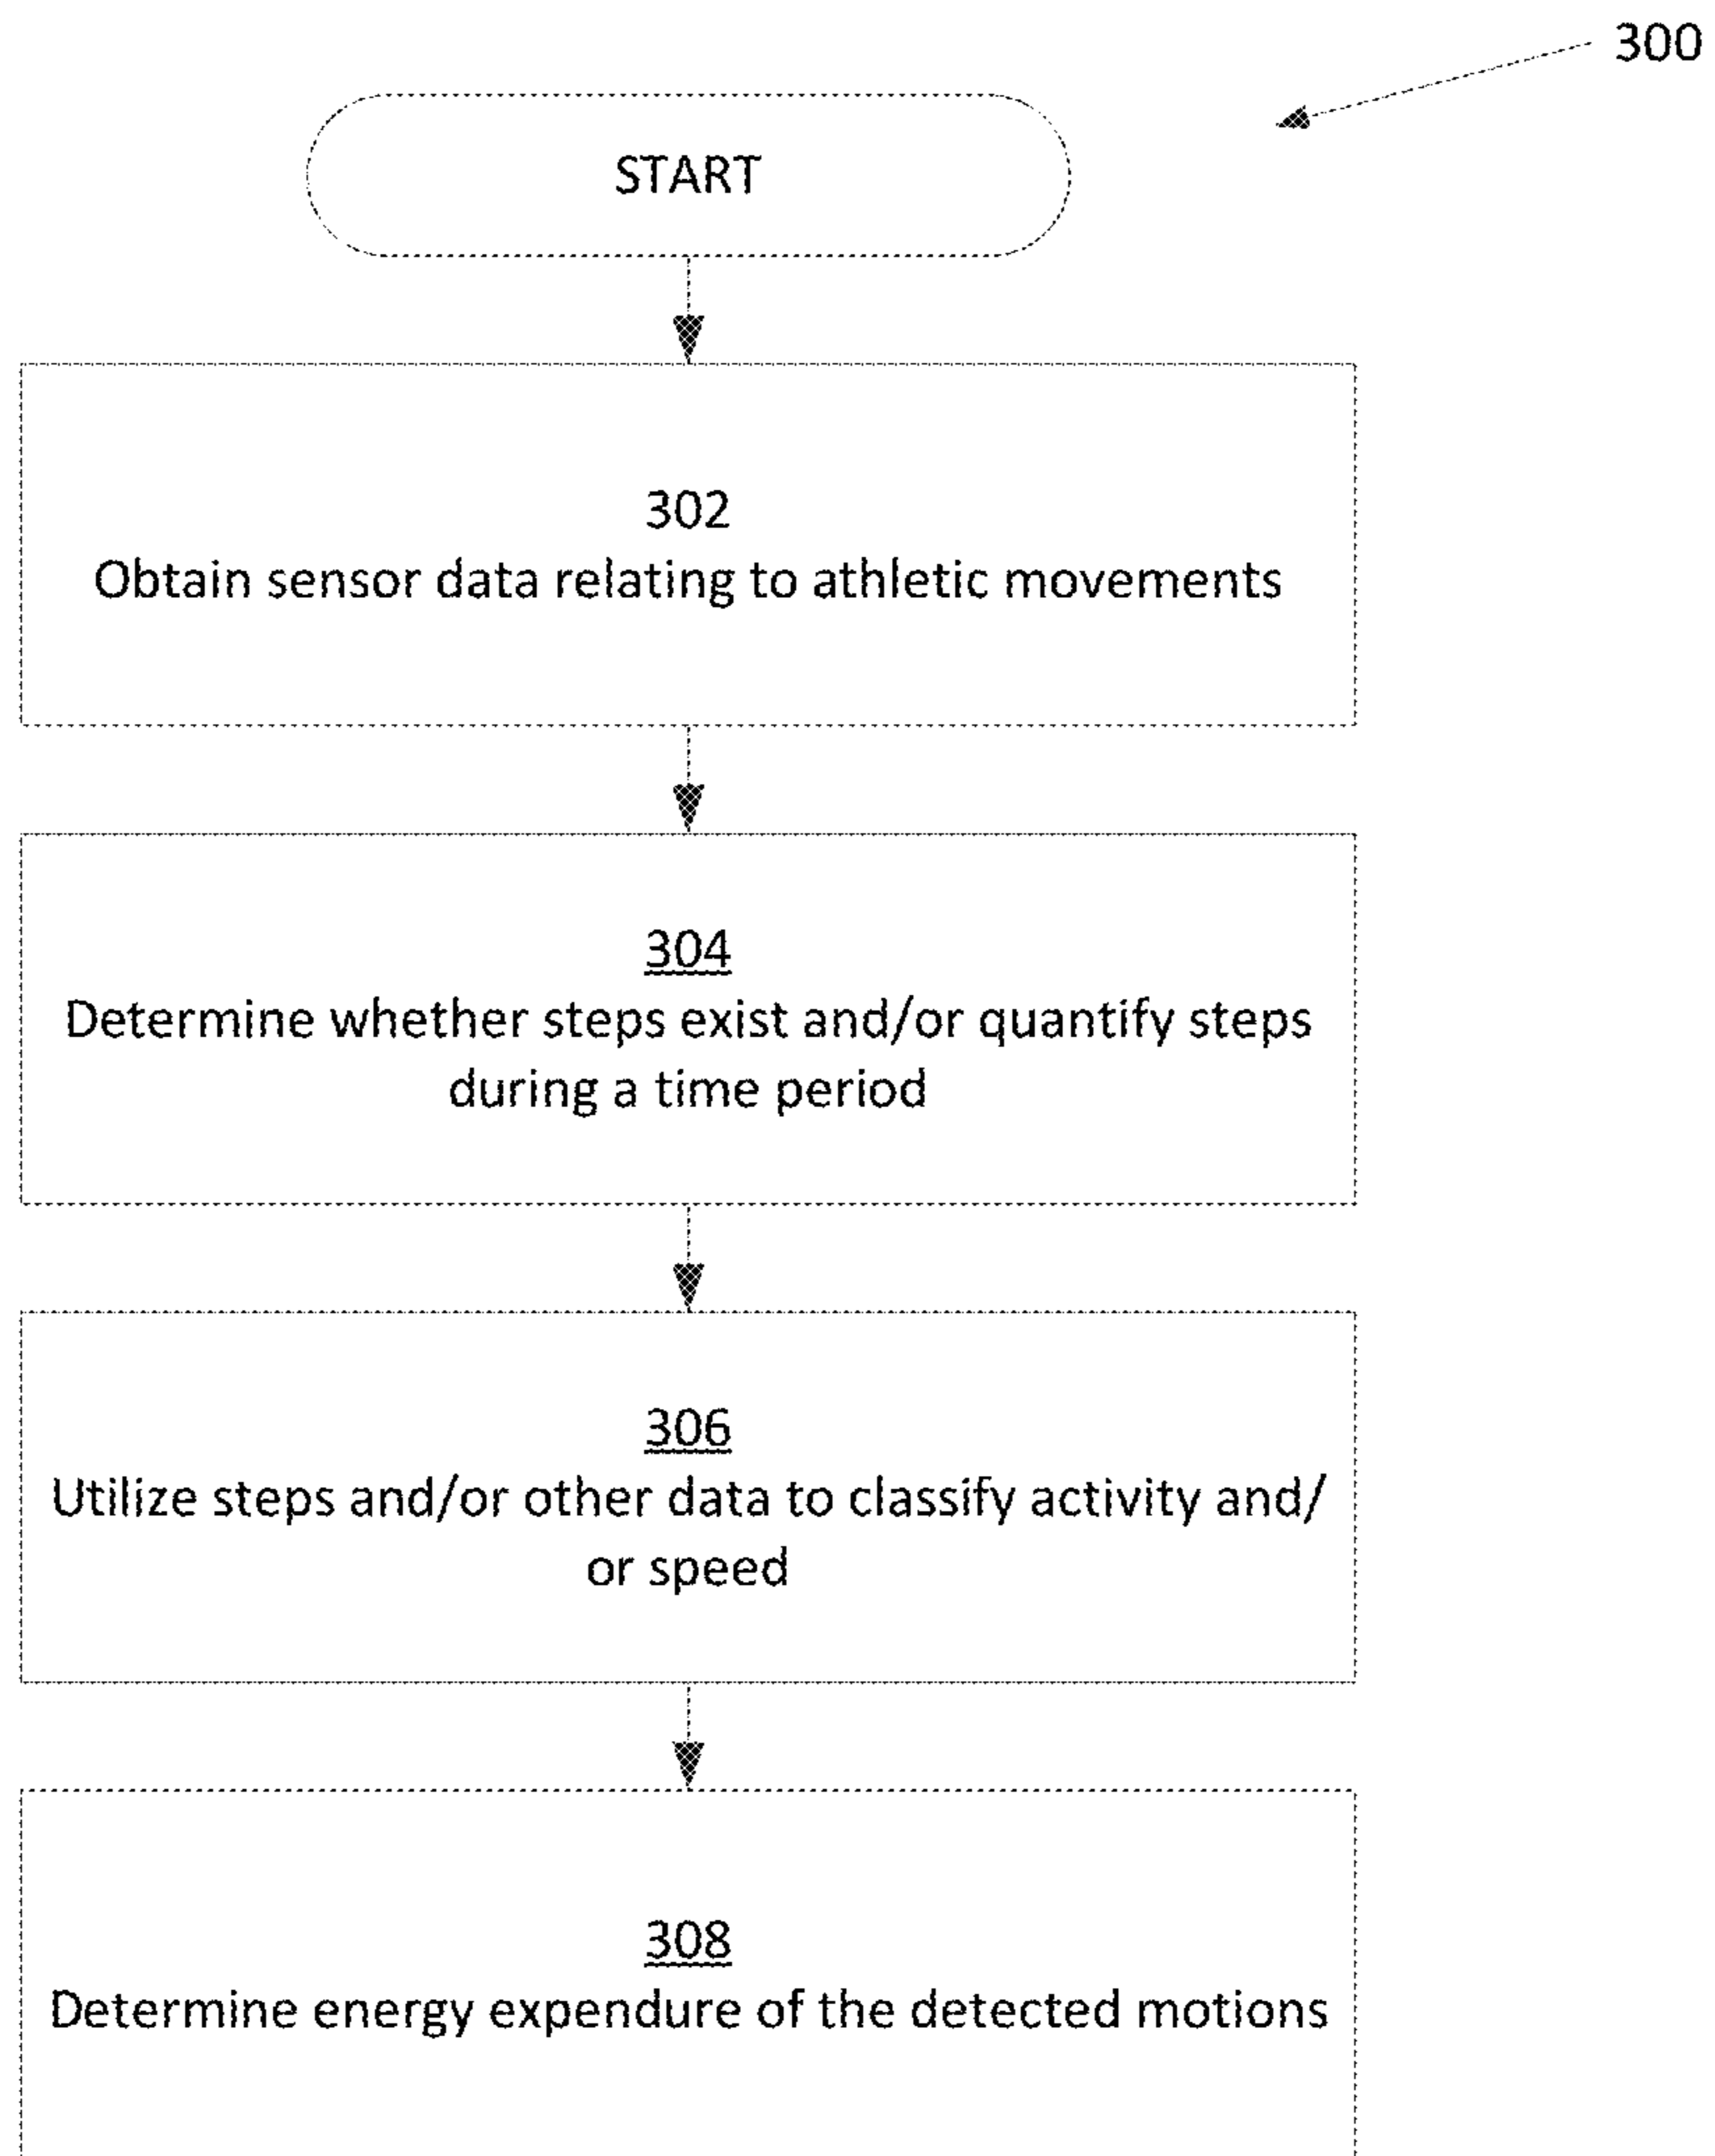 300
START
302
Obtain sensor data relating to athletic movements
304
Determine whether steps exist and/or quantify steps
during a time period
306
Utilize steps and/or other data to classify activity and/
or speed
308
Determine energy expendure of the detected motions